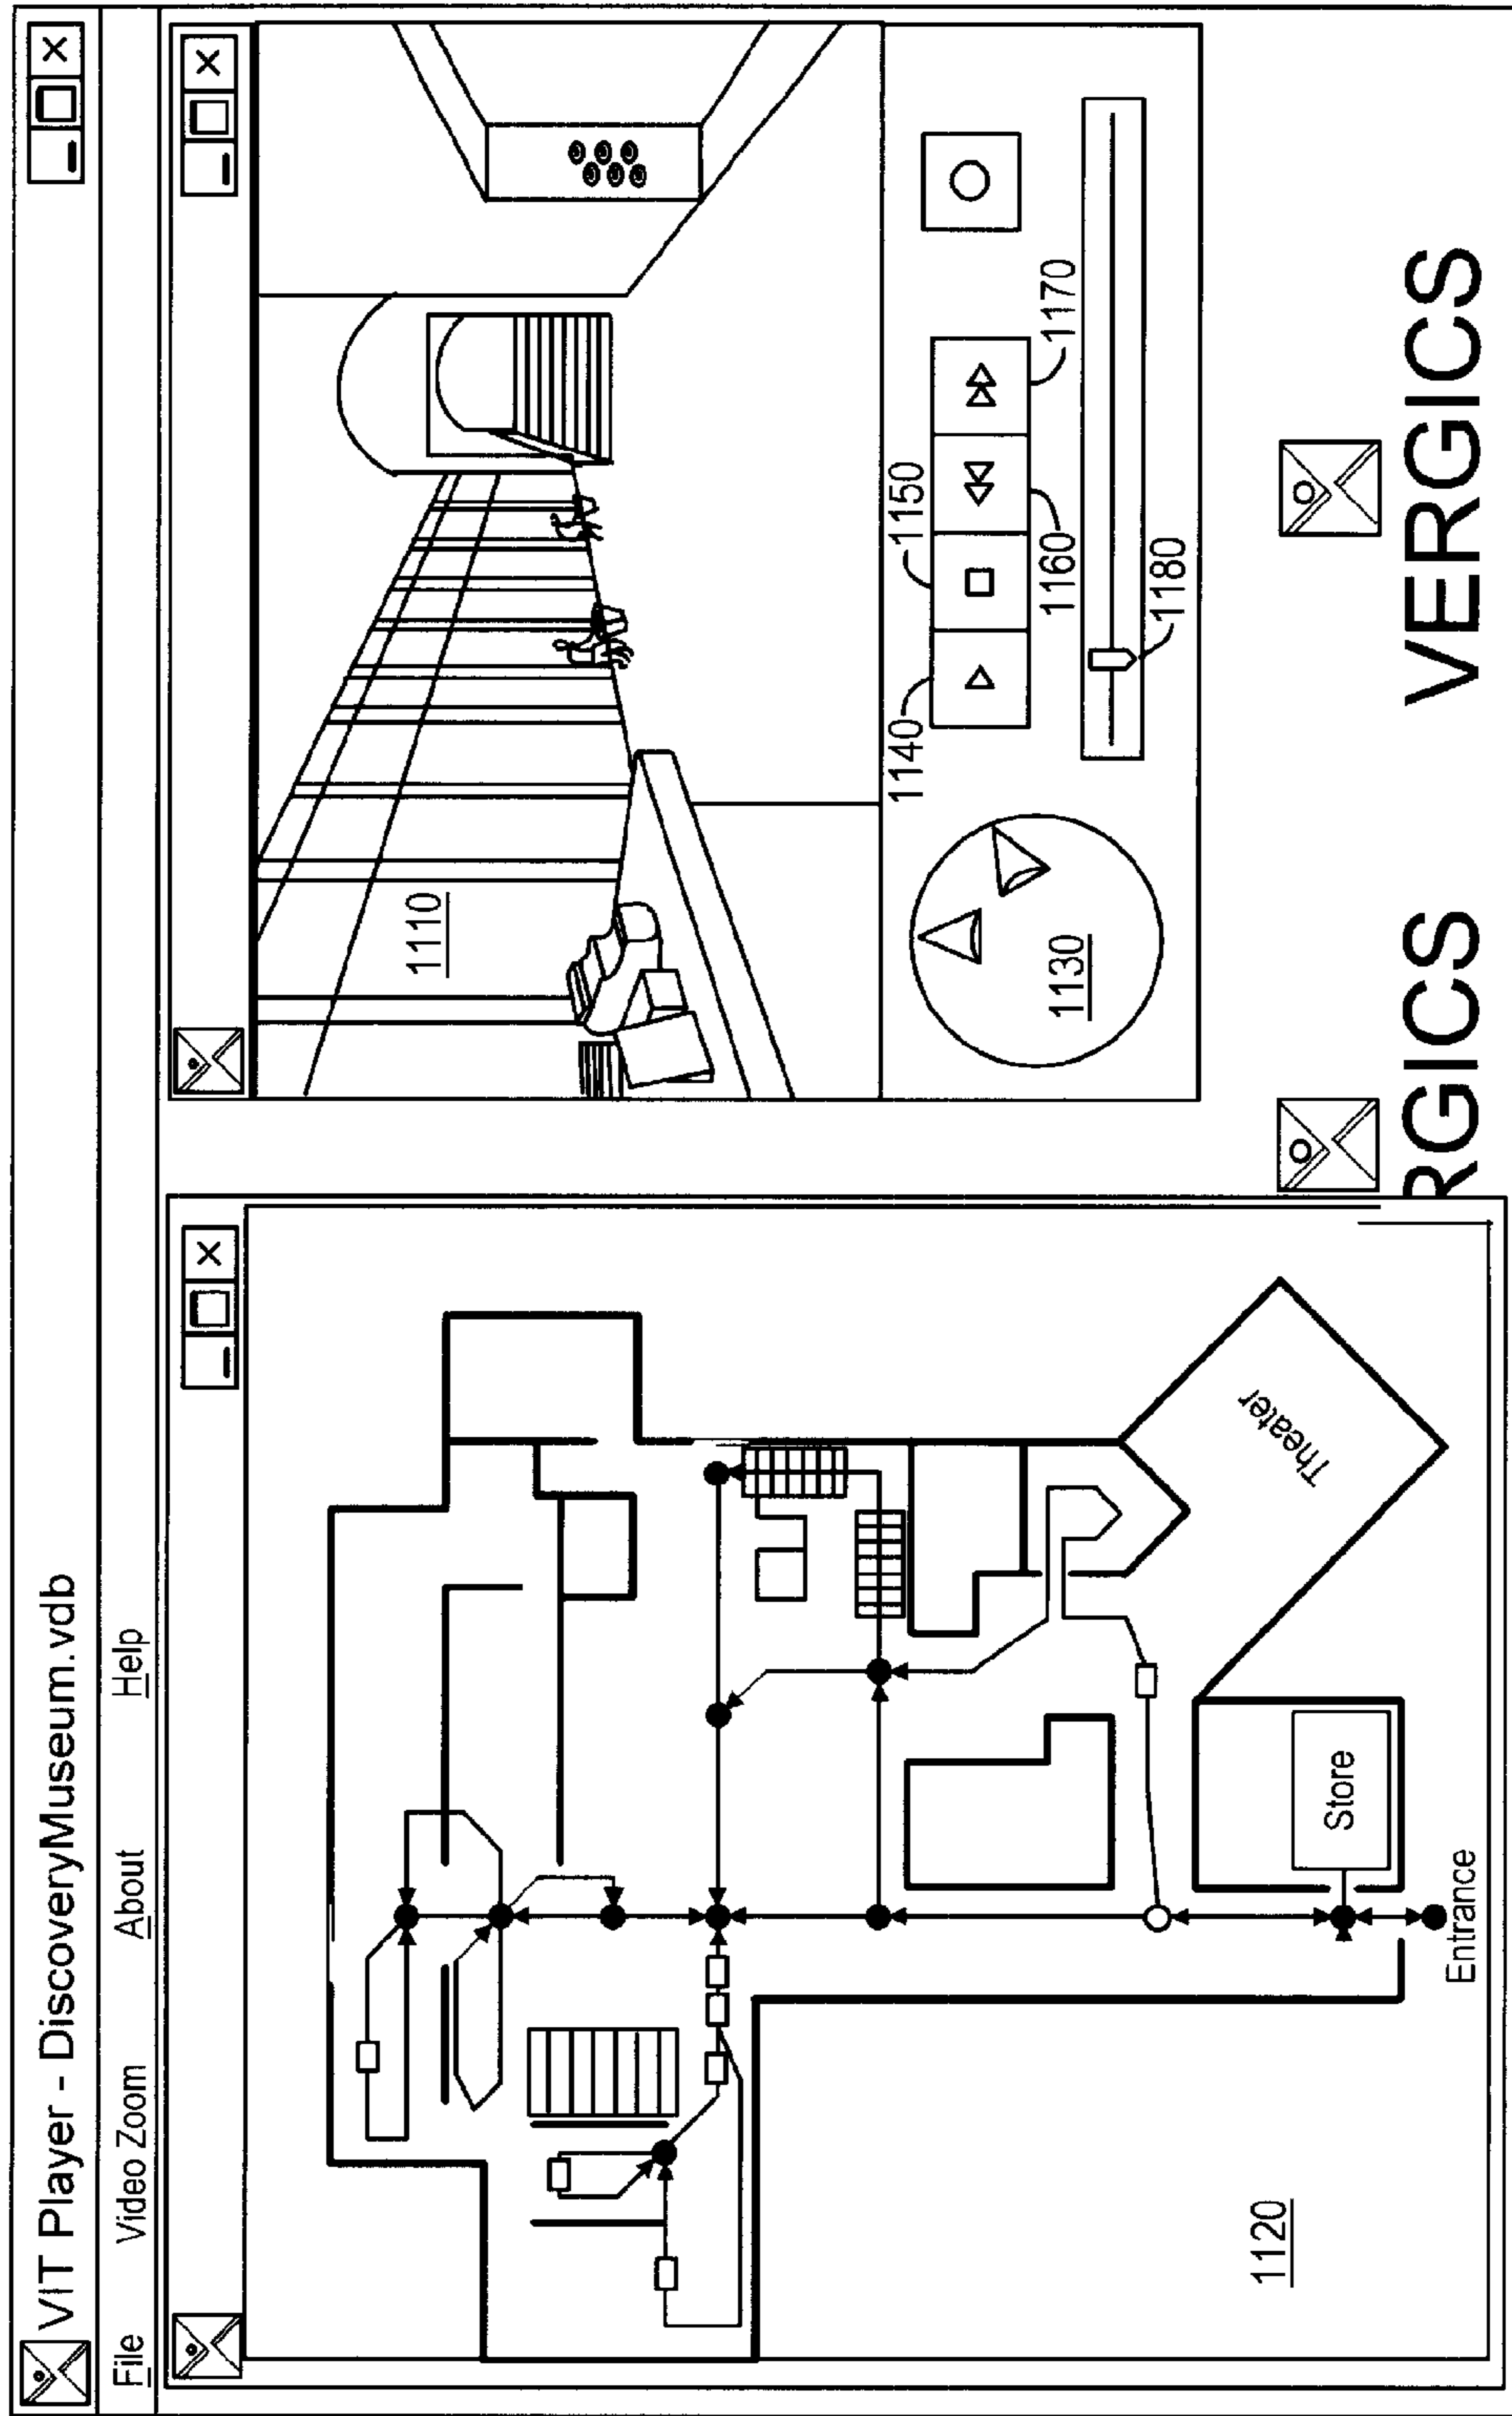 VIT Player - DiscoveryMuseum.vdb
File Video Zoom About Help
1110
1140
1150
1160
1170
1130
1180
Theater
Store
Entrance
1120
RGICS VERGICS